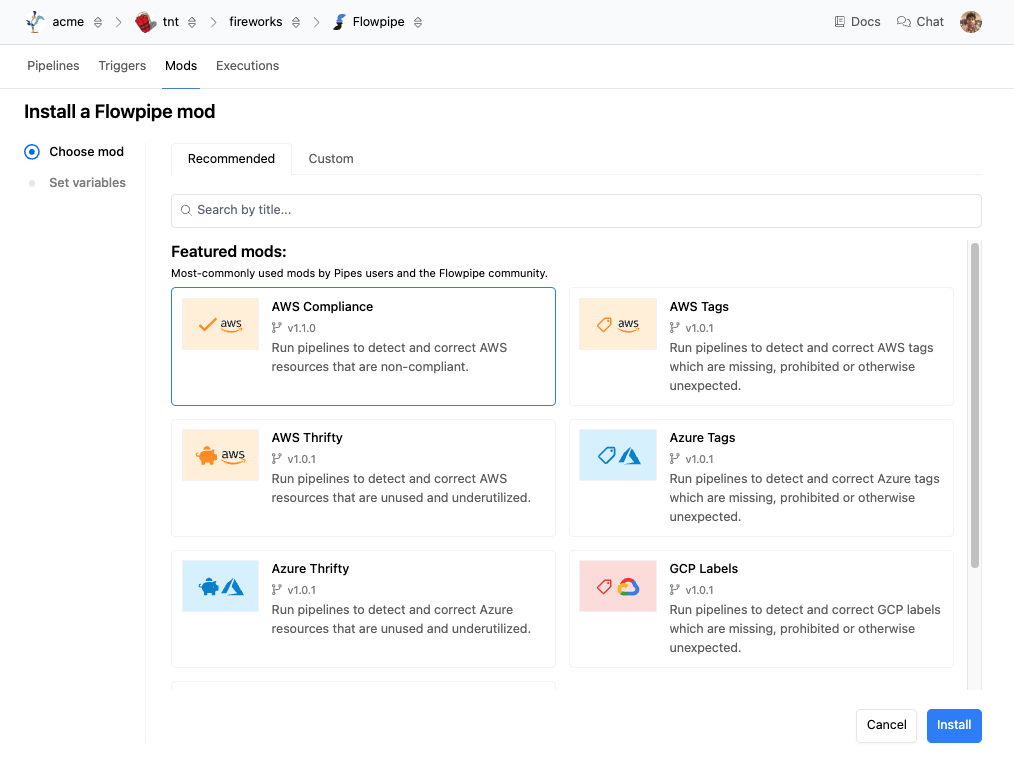 acme tnt fireworks Flowpipe Docs Chat
Pipelines Triggers Mods Executions
Install a Flowpipe mod
Choose mod
Set variables
Recommended Custom
Search by title...
Featured mods:
Most-commonly used mods by Pipes users and the Flowpipe community.
aws
AWS Compliance
v1.1.0
Run pipelines to detect and correct AWS
resources that are non-compliant.
aws
AWS Tags
v1.0.1
Run pipelines to detect and correct AWS tags
which are missing, prohibited or otherwise
unexpected.
aws
AWS Thrifty
v1.0.1
Run pipelines to detect and correct AWS
resources that are unused and underutilized.
Azure Tags
v1.0.1
Run pipelines to detect and correct Azure tags
which are missing, prohibited or otherwise
unexpected.
Azure Thrifty
v1.0.1
Run pipelines to detect and correct Azure
resources that are unused and underutilized.
GCP Labels
v1.0.1
Run pipelines to detect and correct GCP labels
which are missing, prohibited or otherwise
unexpected.
Cancel Install